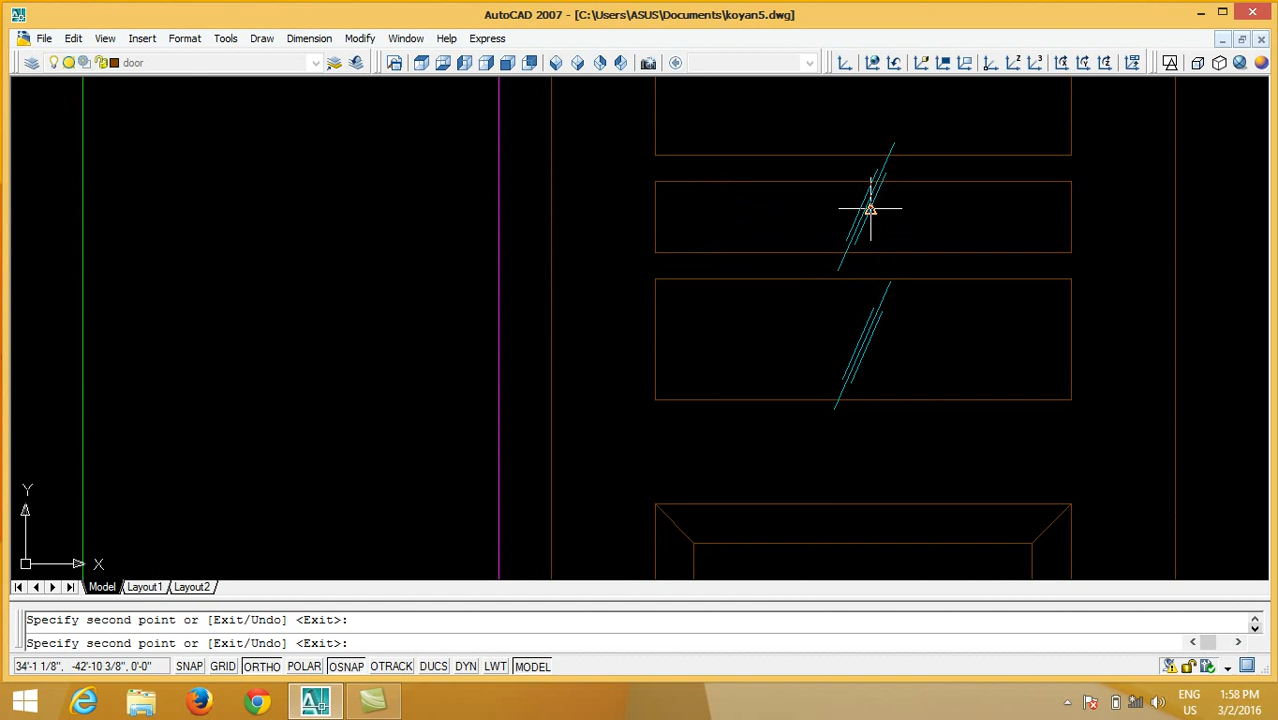 AutoCAD 2007 - [C:\Users\ASUS\Documents\koyan5.dwg]
File Edit View Insert Format Tools Draw Dimension Modify Window Help Express
door
Y
X
Model Layout1 Layout2
Specify second point or [Exit/Undo] <Exit>:
Specify second point or [Exit/Undo] <Exit>:
34'-1 1/8", -42'-10 3/8", 0'-0" SNAP GRID ORTHO POLAR OSNAP OTRACK DUCS DYN LWT MODEL
ENG 1:58 PM
US 3/2/2016